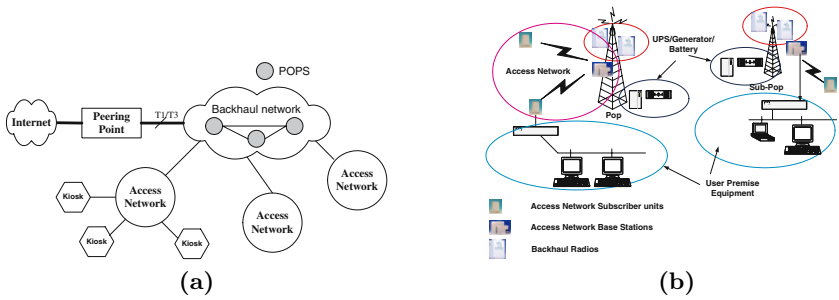 POPS
Backhaul network
Internet
Peering
Point
T1/T3
Access
Network
Access
Network
Access
Network
Kiosk
Kiosk
Kiosk
(a)
UPS/Generator/
Battery
Access Network
Pop
Sub-Pop
User Premise
Equipment
Access Network Subscriber units
Access Network Base Stations
Backhaul Radios
(b)